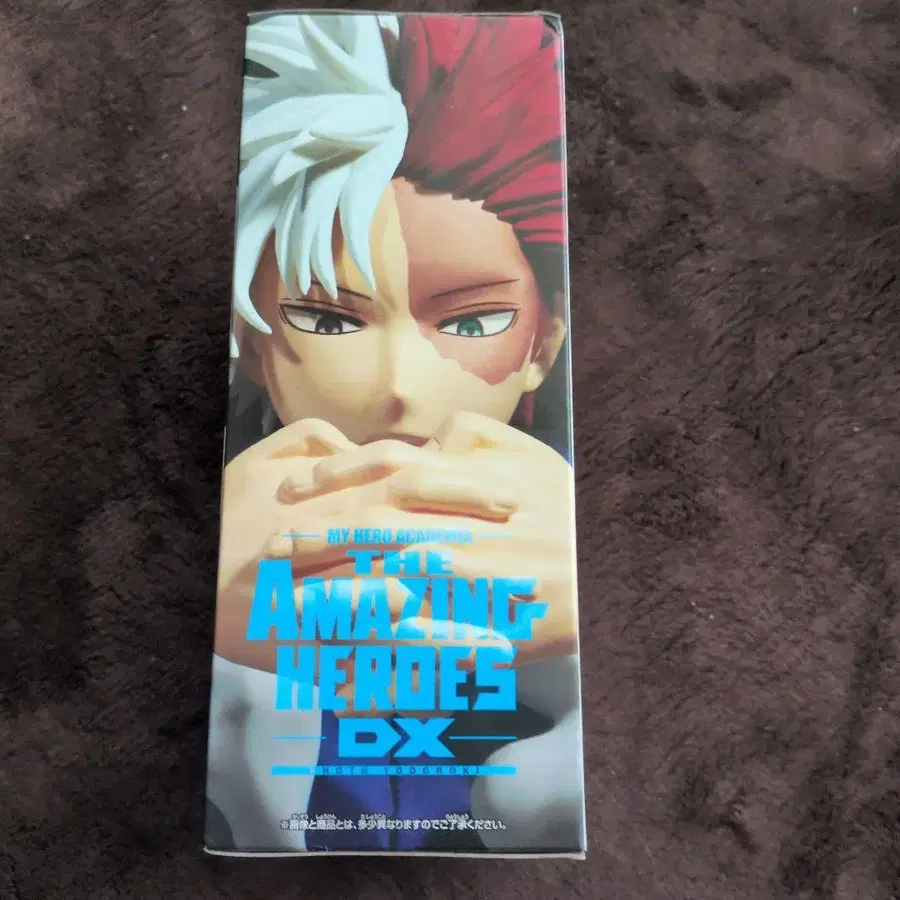 MY HERO ACADEMIA
THE
AMAZING
HEROES
DX
SHOTO TODOROKI
※画像と商品とは、多少異なりますのでご了承ください。